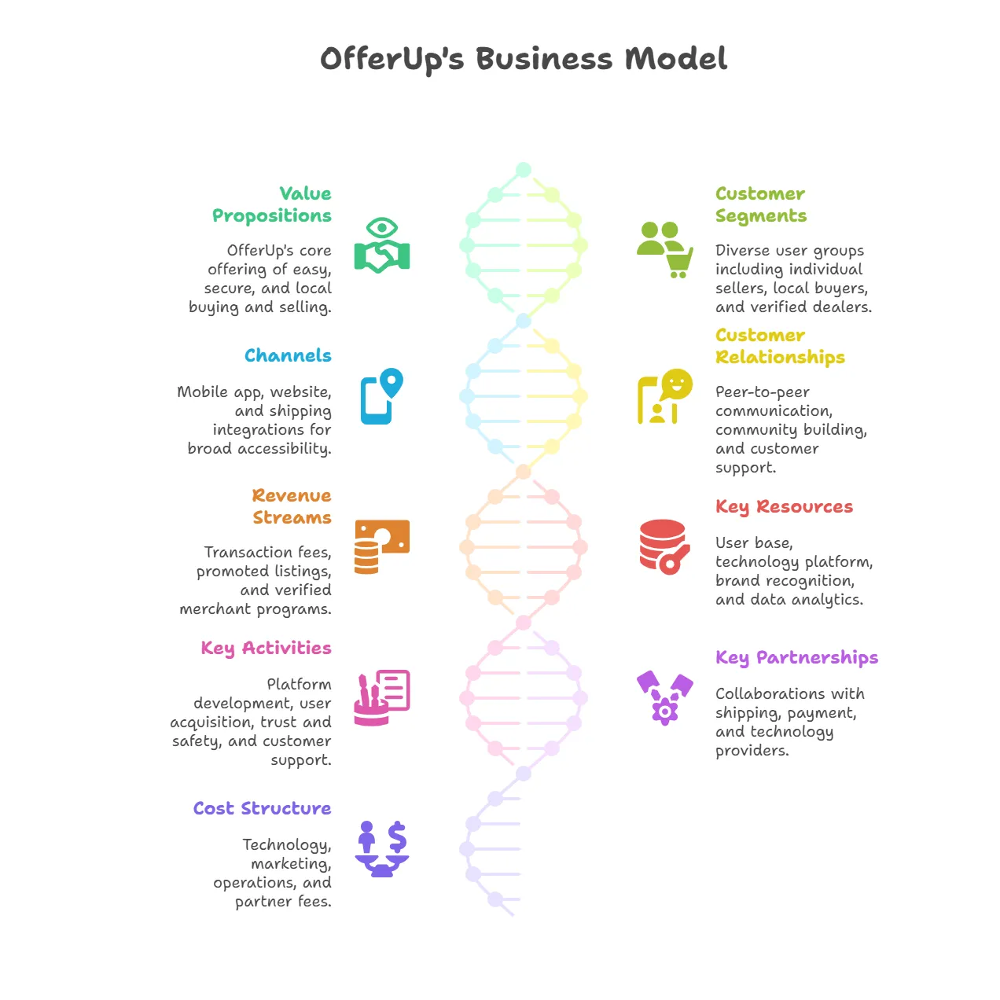 OfferUp's Business Model
Value
Propositions
OfferUp's core
offering of easy,
secure, and local
buying and selling.
Customer
Segments
Diverse user groups
including individual
sellers, local buyers,
and verified dealers.
Channels
Mobile app, website,
and shipping
integrations for
broad accessibility.
Customer
Relationships
Peer-to-peer
communication,
community building,
and customer
support.
Revenue
Streams
Transaction fees,
promoted listings,
and verified
merchant programs.
Key Resources
User base,
technology platform,
brand recognition,
and data analytics.
Key Activities
Platform
development, user
acquisition, trust and
safety, and customer
support.
Key Partnerships
Collaborations with
shipping, payment,
and technology
providers.
Cost Structure
Technology,
marketing,
operations, and
partner fees.